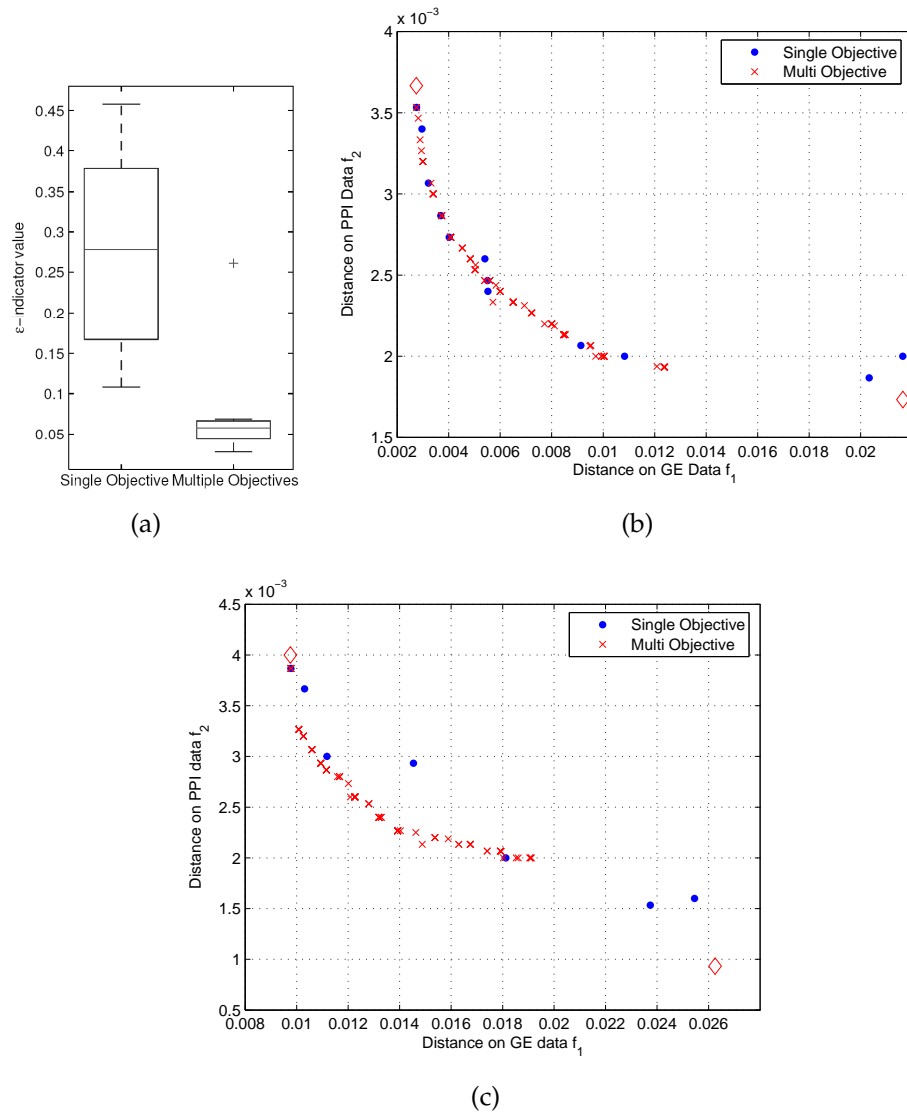 0.45
0.4
0.35
0.3
0.25
0.2
0.15
0.1
0.05
ε−ndicator value
Single Objective Multiple Objectives
(a)
x 10⁻³
4
3.5
3
2.5
2
1.5
Distance on PPI Data f₂
Single Objective
Multi Objective
0.002 0.004 0.006 0.008 0.01 0.012 0.014 0.016 0.018 0.02
Distance on GE Data f₁
(b)
x 10⁻³
4.5
4
3.5
3
2.5
2
1.5
1
0.5
Distance on PPI data f₂
Single Objective
Multi Objective
0.008 0.01 0.012 0.014 0.016 0.018 0.02 0.022 0.024 0.026
Distance on GE data f₁
(c)